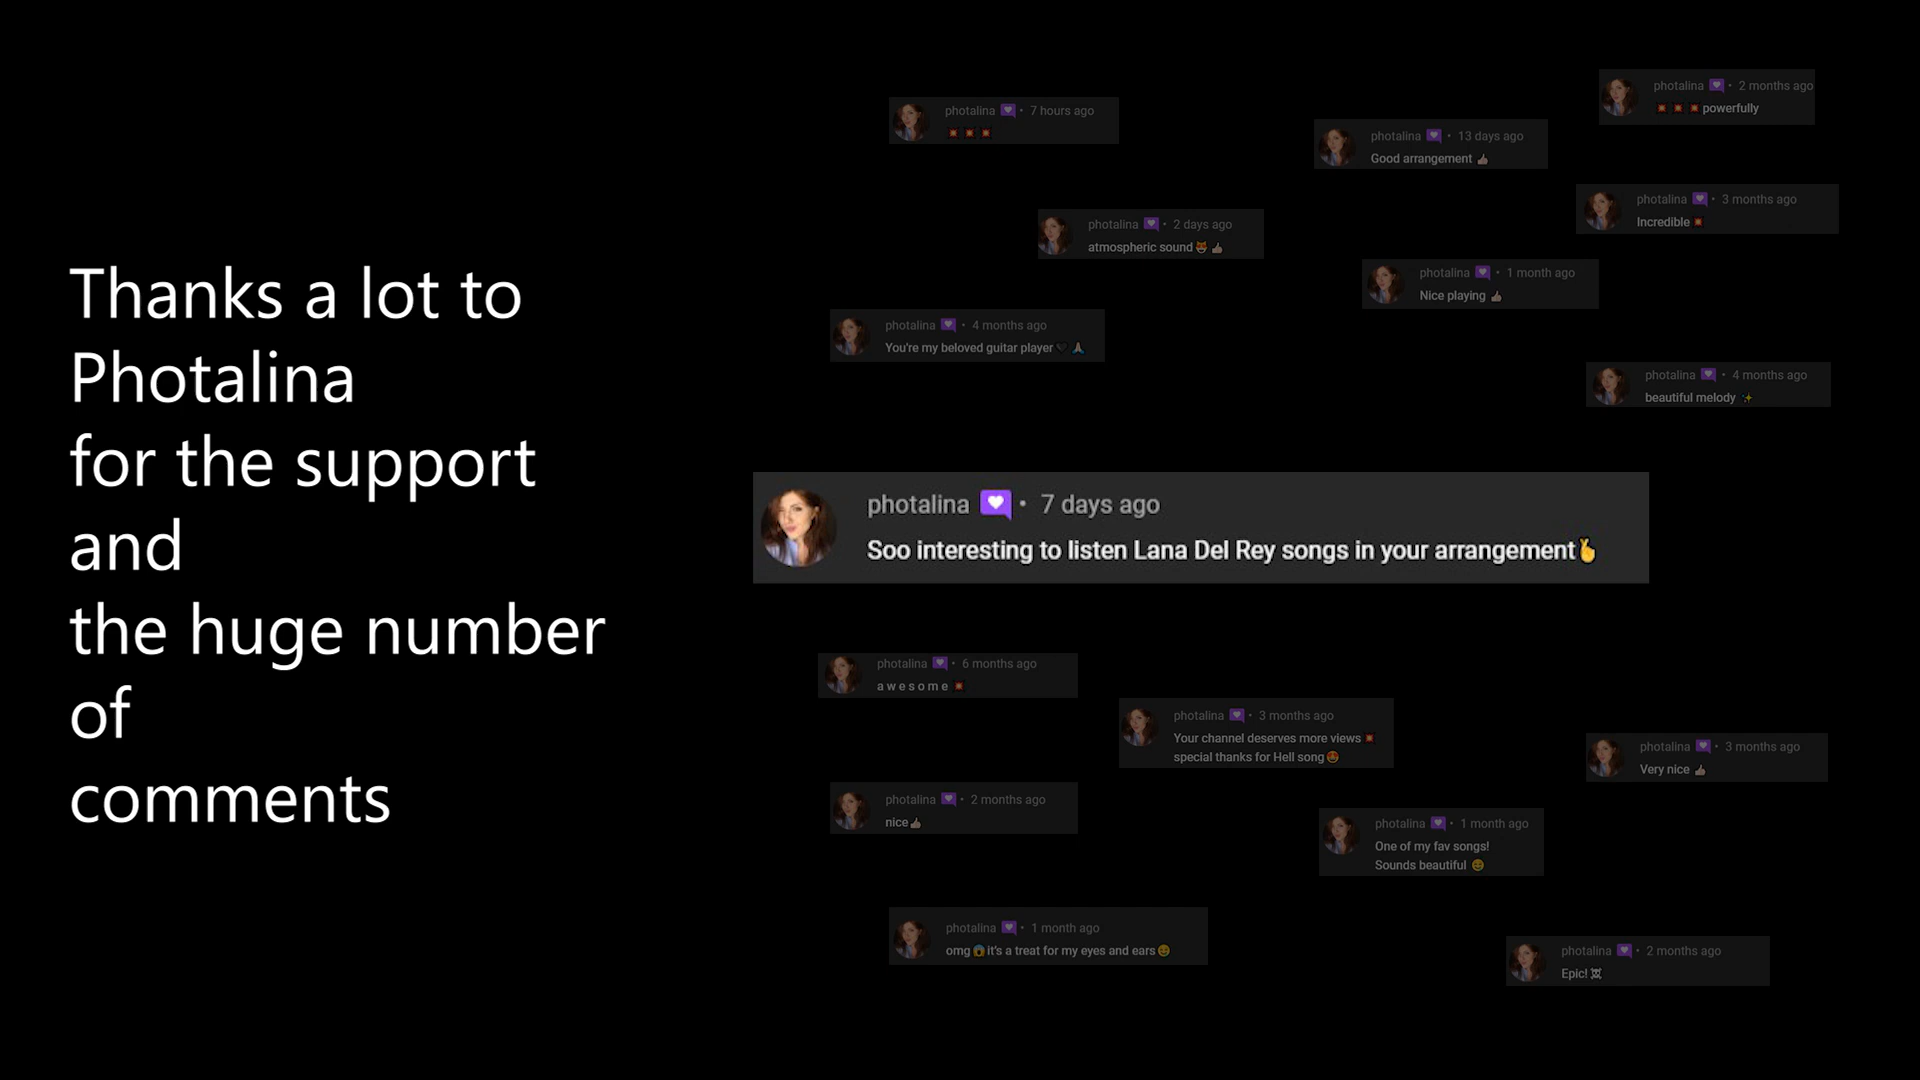 Thanks a lot to
Photalina
for the support
and
the huge number
of
comments
photalina 💜 • 7 hours ago
💥 💥 💥
photalina 💜 • 2 months ago
💥 💥 💥 powerfully
photalina 💜 • 13 days ago
Good arrangement 👍🏼
photalina 💜 • 3 months ago
Incredible 💥
photalina 💜 • 2 days ago
atmospheric sound 😻 👍🏼
photalina 💜 • 1 month ago
Nice playing 👍🏼
photalina 💜 • 4 months ago
You're my beloved guitar player 🖤 🙏🏼
photalina 💜 • 4 months ago
beautiful melody ✨
photalina 💜 • 7 days ago
Soo interesting to listen Lana Del Rey songs in your arrangement🫰
photalina 💜 • 6 months ago
a w e s o m e 💥
photalina 💜 • 3 months ago
Your channel deserves more views 💥
special thanks for Hell song 🤩
photalina 💜 • 3 months ago
Very nice 👍🏼
photalina 💜 • 2 months ago
nice👍🏼
photalina 💜 • 1 month ago
One of my fav songs!
Sounds beautiful 😊
photalina 💜 • 1 month ago
omg 😱 it's a treat for my eyes and ears😊
photalina 💜 • 2 months ago
Epic! ☠